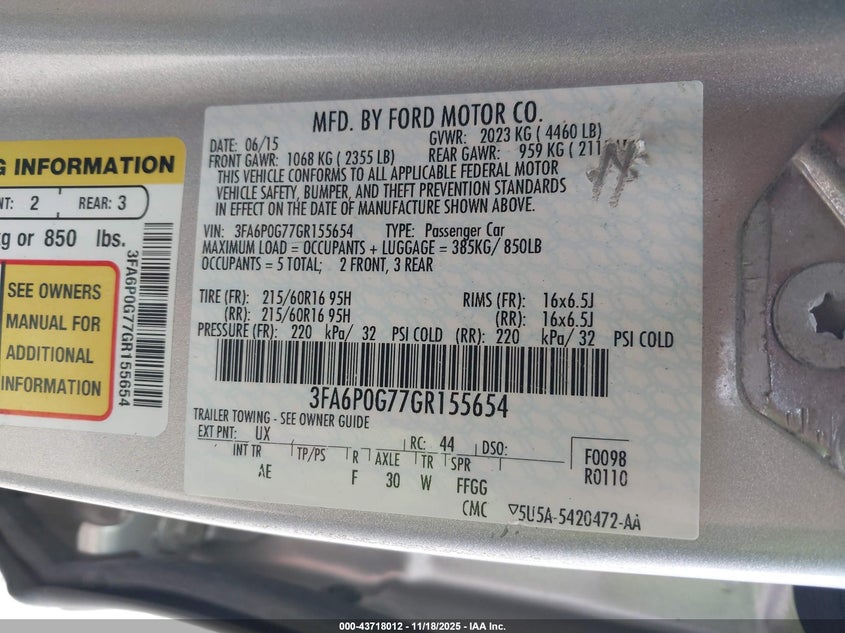 G INFORMATION
NT: 2 REAR: 3
kg or 850 lbs.
SEE OWNERS
MANUAL FOR
ADDITIONAL
INFORMATION
3FA6P0G77GR155654
MFD. BY FORD MOTOR CO.
DATE: 06/15 GVWR: 2023 KG ( 4460 LB)
FRONT GAWR: 1068 KG ( 2355 LB) REAR GAWR: 959 KG ( 211
THIS VEHICLE CONFORMS TO ALL APPLICABLE FEDERAL MOTOR
VEHICLE SAFETY, BUMPER, AND THEFT PREVENTION STANDARDS
IN EFFECT ON THE DATE OF MANUFACTURE SHOWN ABOVE.
VIN: 3FA6P0G77GR155654 TYPE: Passenger Car
MAXIMUM LOAD = OCCUPANTS + LUGGAGE = 385KG/ 850LB
OCCUPANTS = 5 TOTAL; 2 FRONT, 3 REAR
TIRE (FR): 215/60R16 95H RIMS (FR): 16x6.5J
(RR): 215/60R16 95H (RR): 16x6.5J
PRESSURE (FR): 220 kPa/ 32 PSI COLD (RR): 220 kPa/ 32 PSI COLD
3FA6P0G77GR155654
TRAILER TOWING - SEE OWNER GUIDE
EXT PNT: UX RC: 44 DSO: F0098
INT TR TP/PS R AXLE TR SPR R0110
AE F 30 W FFGG
CMC ▽5U5A-5420472-AA
000-43718012 - 11/18/2025 - IAA Inc.